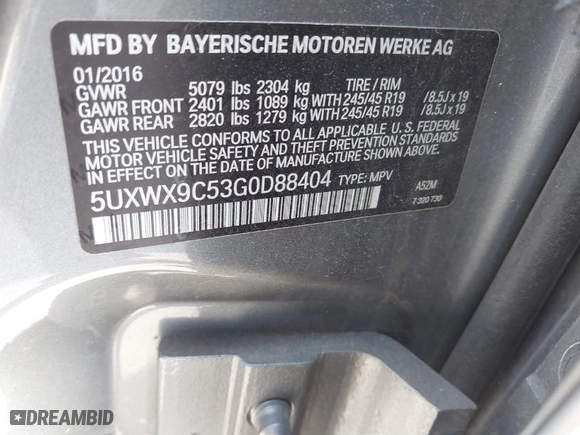 MFD BY BAYERISCHE MOTOREN WERKE AG
01/2016 TIRE / RIM
GVWR 5079 lbs 2304 kg
GAWR FRONT 2401 lbs 1089 kg WITH 245/45 R19 /8.5J x 19
GAWR REAR 2820 lbs 1279 kg WITH 245/45 R19 /8.5J x 19
THIS VEHICLE CONFORMS TO ALL APPLICABLE U.S. FEDERAL
MOTOR VEHICLE SAFETY AND THEFT PREVENTION STANDARDS
IN EFFECT ON THE DATE OF MANUFACTURE SHOWN ABOVE.
5UXWX9C53G0D88404 TYPE: MPV A52M
7 320 730
DREAMBID